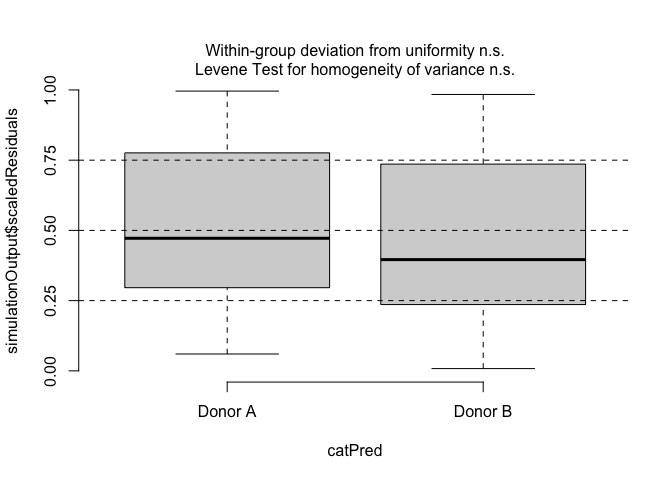 Within-group deviation from uniformity n.s.
Levene Test for homogeneity of variance n.s.
simulationOutput$scaledResiduals
1.00
0.75
0.50
0.25
0.00
Donor A
Donor B
catPred